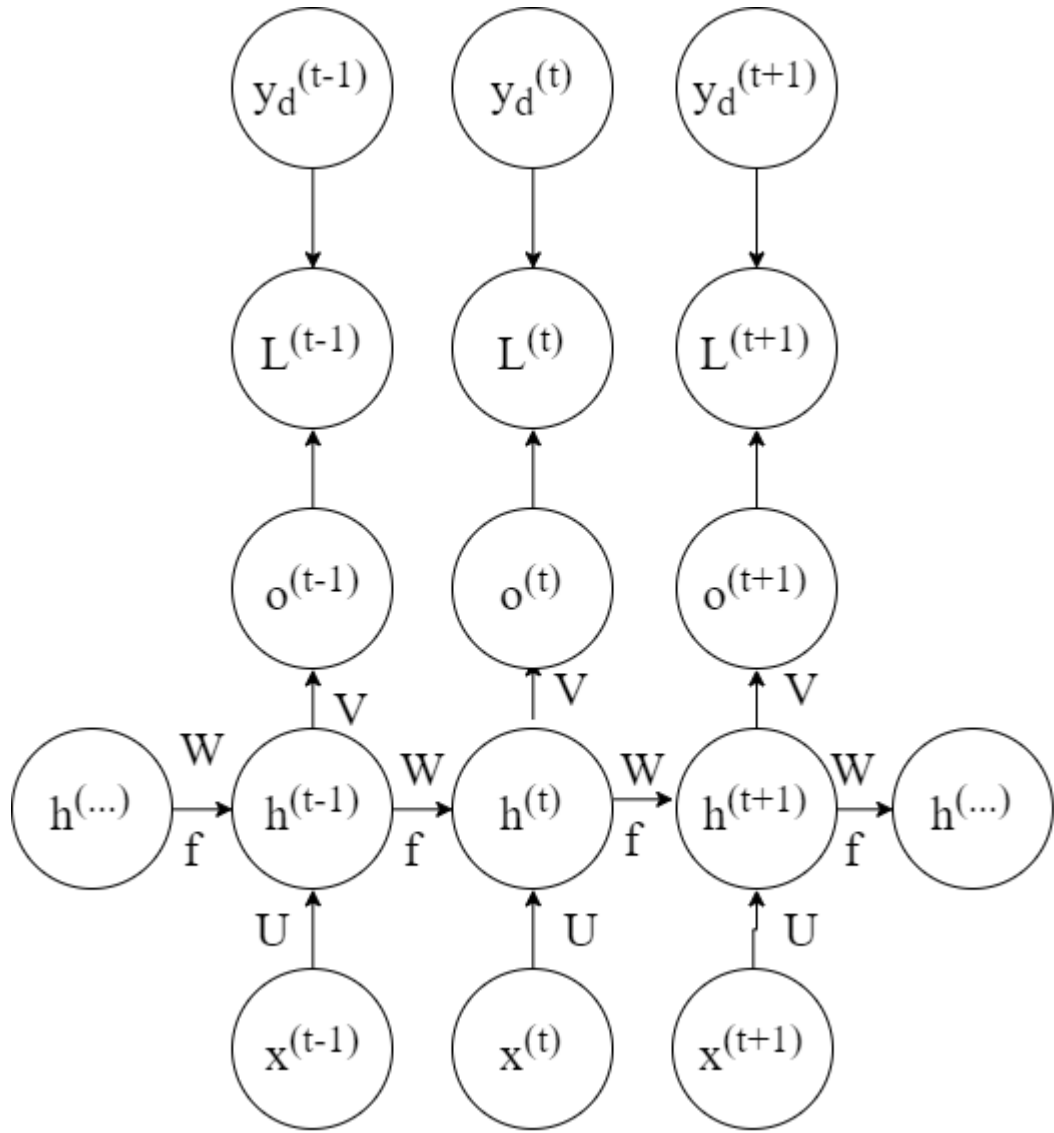 y_d^(t-1) y_d^(t) y_d^(t+1)
L^(t-1) L^(t) L^(t+1)
o^(t-1) o^(t) o^(t+1)
V V V
W W W W
h^(...) h^(t-1) h^(t) h^(t+1) h^(...)
f f f f
U U U
x^(t-1) x^(t) x^(t+1)